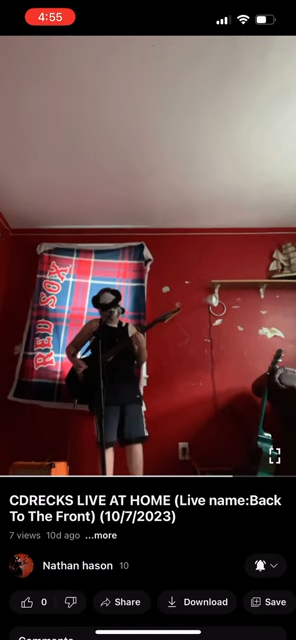 4:55
RED SOX
CDRECKS LIVE AT HOME (Live name:Back
To The Front) (10/7/2023)
7 views 10d ago ...more
Nathan hason 10
0 Share Download Save
Comments